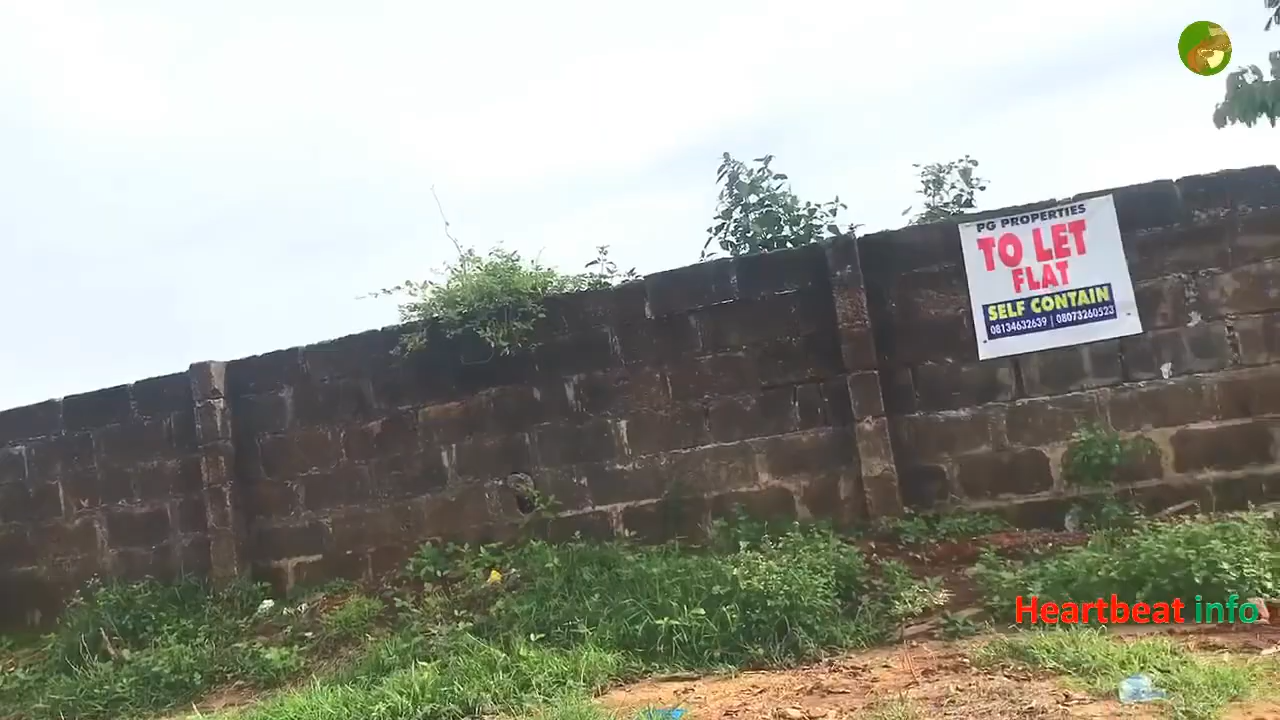 PG PROPERTIES
TO LET
FLAT
SELF CONTAIN
08134632639 | 08073260523
Heartbeat info